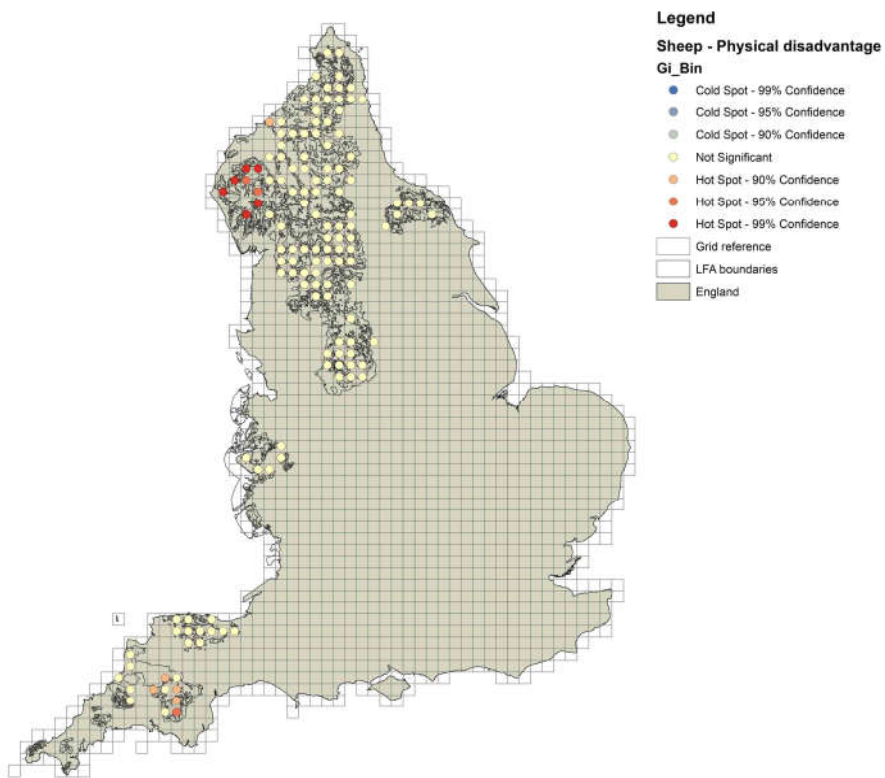 Legend
Sheep - Physical disadvantage
Gi_Bin
Cold Spot - 99% Confidence
Cold Spot - 95% Confidence
Cold Spot - 90% Confidence
Not Significant
Hot Spot - 90% Confidence
Hot Spot - 95% Confidence
Hot Spot - 99% Confidence
Grid reference
LFA boundaries
England